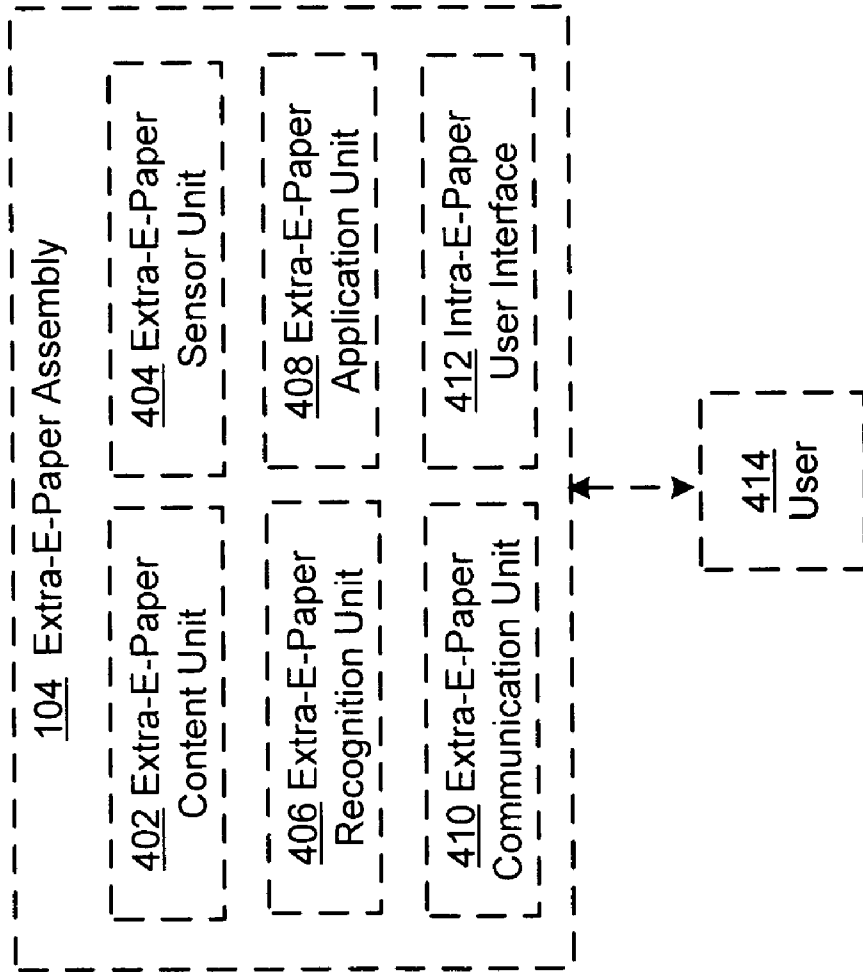 104 Extra-E-Paper Assembly
402 Extra-E-Paper
Content Unit
404 Extra-E-Paper
Sensor Unit
406 Extra-E-Paper
Recognition Unit
408 Extra-E-Paper
Application Unit
410 Extra-E-Paper
Communication Unit
412 Intra-E-Paper
User Interface
414
User